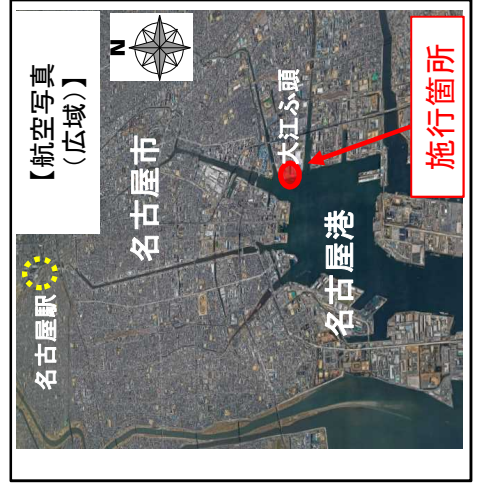 【航空写真
（広域）】
N
名古屋駅
名古屋市
大江ふ頭
名古屋港
施行箇所